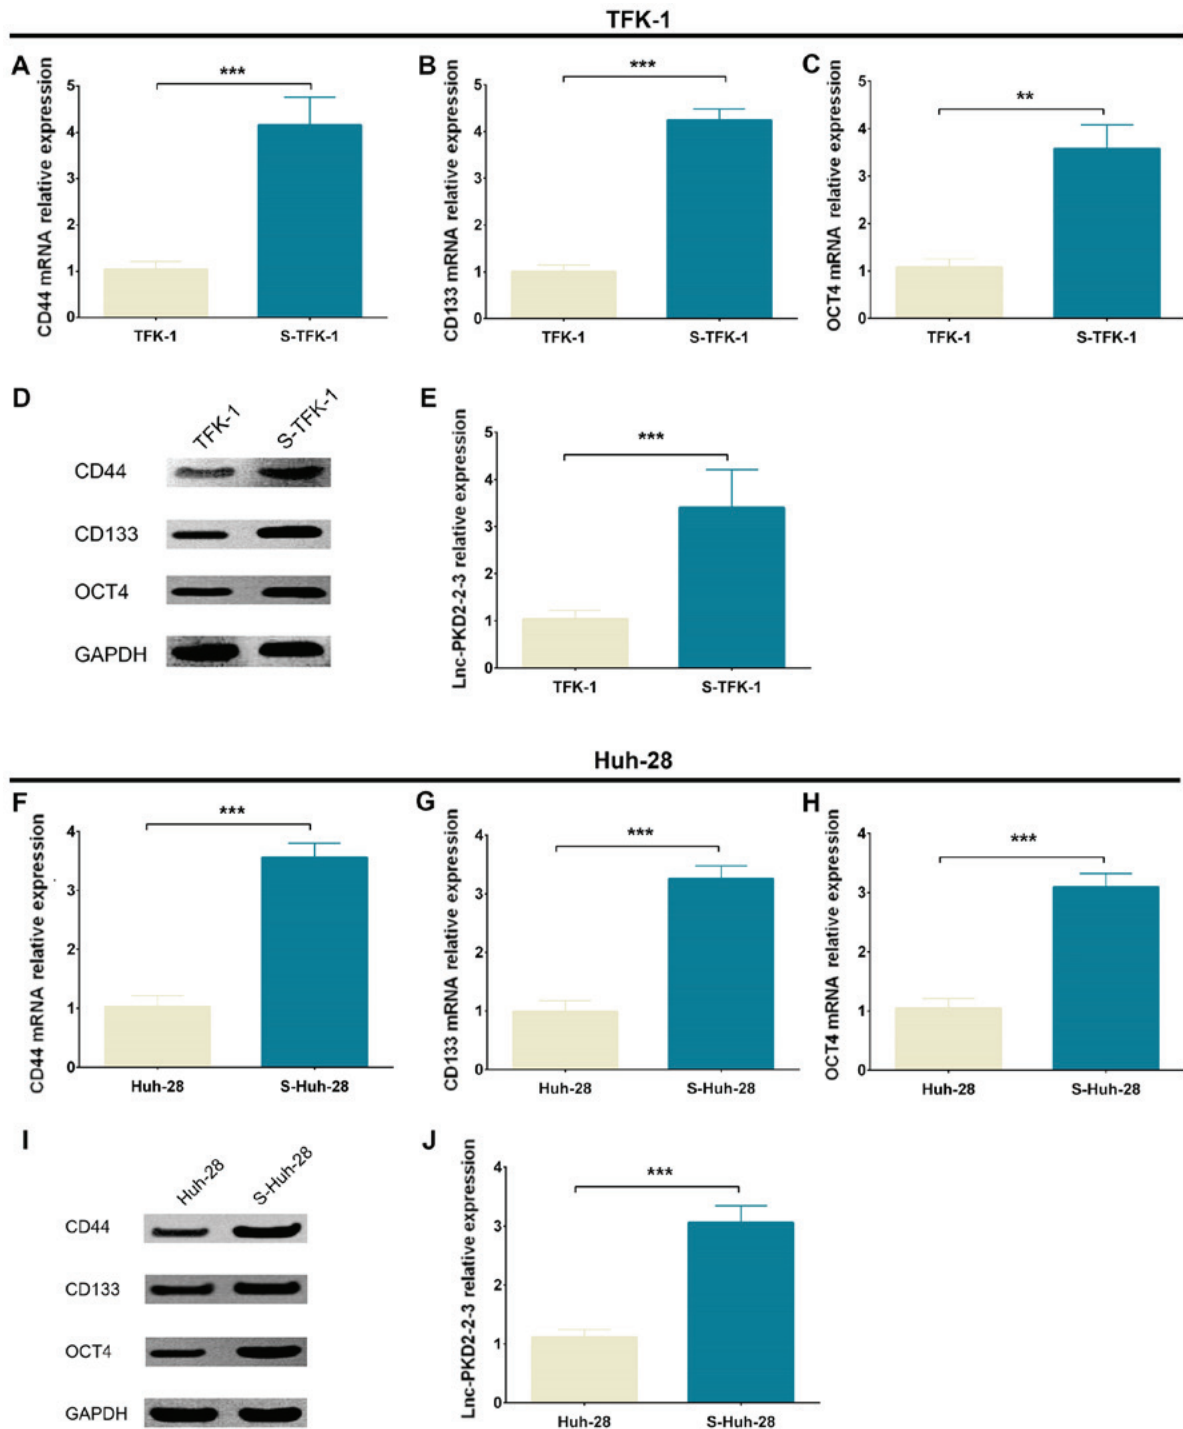 TFK-1
A
CD44 mRNA relative expression
5
4
3
2
1
0
***
TFK-1
S-TFK-1
B
CD133 mRNA relative expression
5
4
3
2
1
0
***
TFK-1
S-TFK-1
C
OCT4 mRNA relative expression
5
4
3
2
1
0
**
TFK-1
S-TFK-1
D
TFK-1
S-TFK-1
CD44
CD133
OCT4
GAPDH
E
Lnc-PKD2-2-3 relative expression
5
4
3
2
1
0
***
TFK-1
S-TFK-1
Huh-28
F
CD44 mRNA relative expression
4
3
2
1
0
***
Huh-28
S-Huh-28
G
CD133 mRNA relative expression
4
3
2
1
0
***
Huh-28
S-Huh-28
H
OCT4 mRNA relative expression
4
3
2
1
0
***
Huh-28
S-Huh-28
I
Huh-28
S-Huh-28
CD44
CD133
OCT4
GAPDH
J
Lnc-PKD2-2-3 relative expression
4
3
2
1
0
***
Huh-28
S-Huh-28